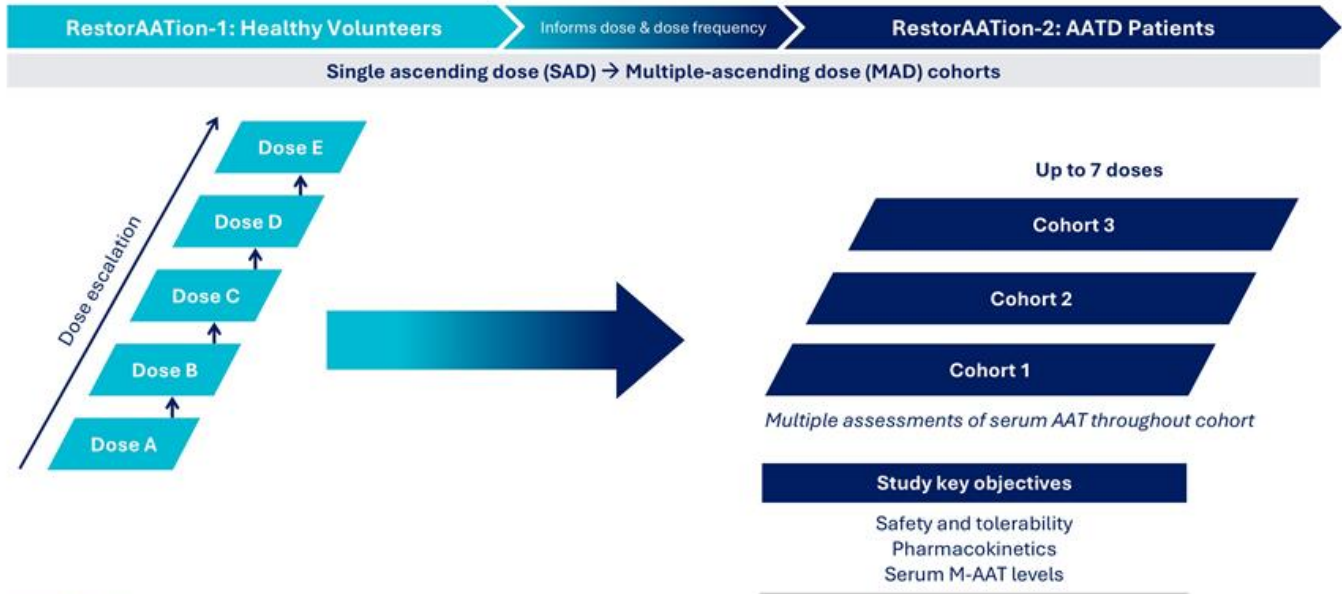 RestorAATion-1: Healthy Volunteers
Informs dose & dose frequency
RestorAATion-2: AATD Patients
Single ascending dose (SAD) → Multiple-ascending dose (MAD) cohorts
Dose escalation
Dose E
Dose D
Dose C
Dose B
Dose A
Up to 7 doses
Cohort 3
Cohort 2
Cohort 1
Multiple assessments of serum AAT throughout cohort
Study key objectives
Safety and tolerability
Pharmacokinetics
Serum M-AAT levels